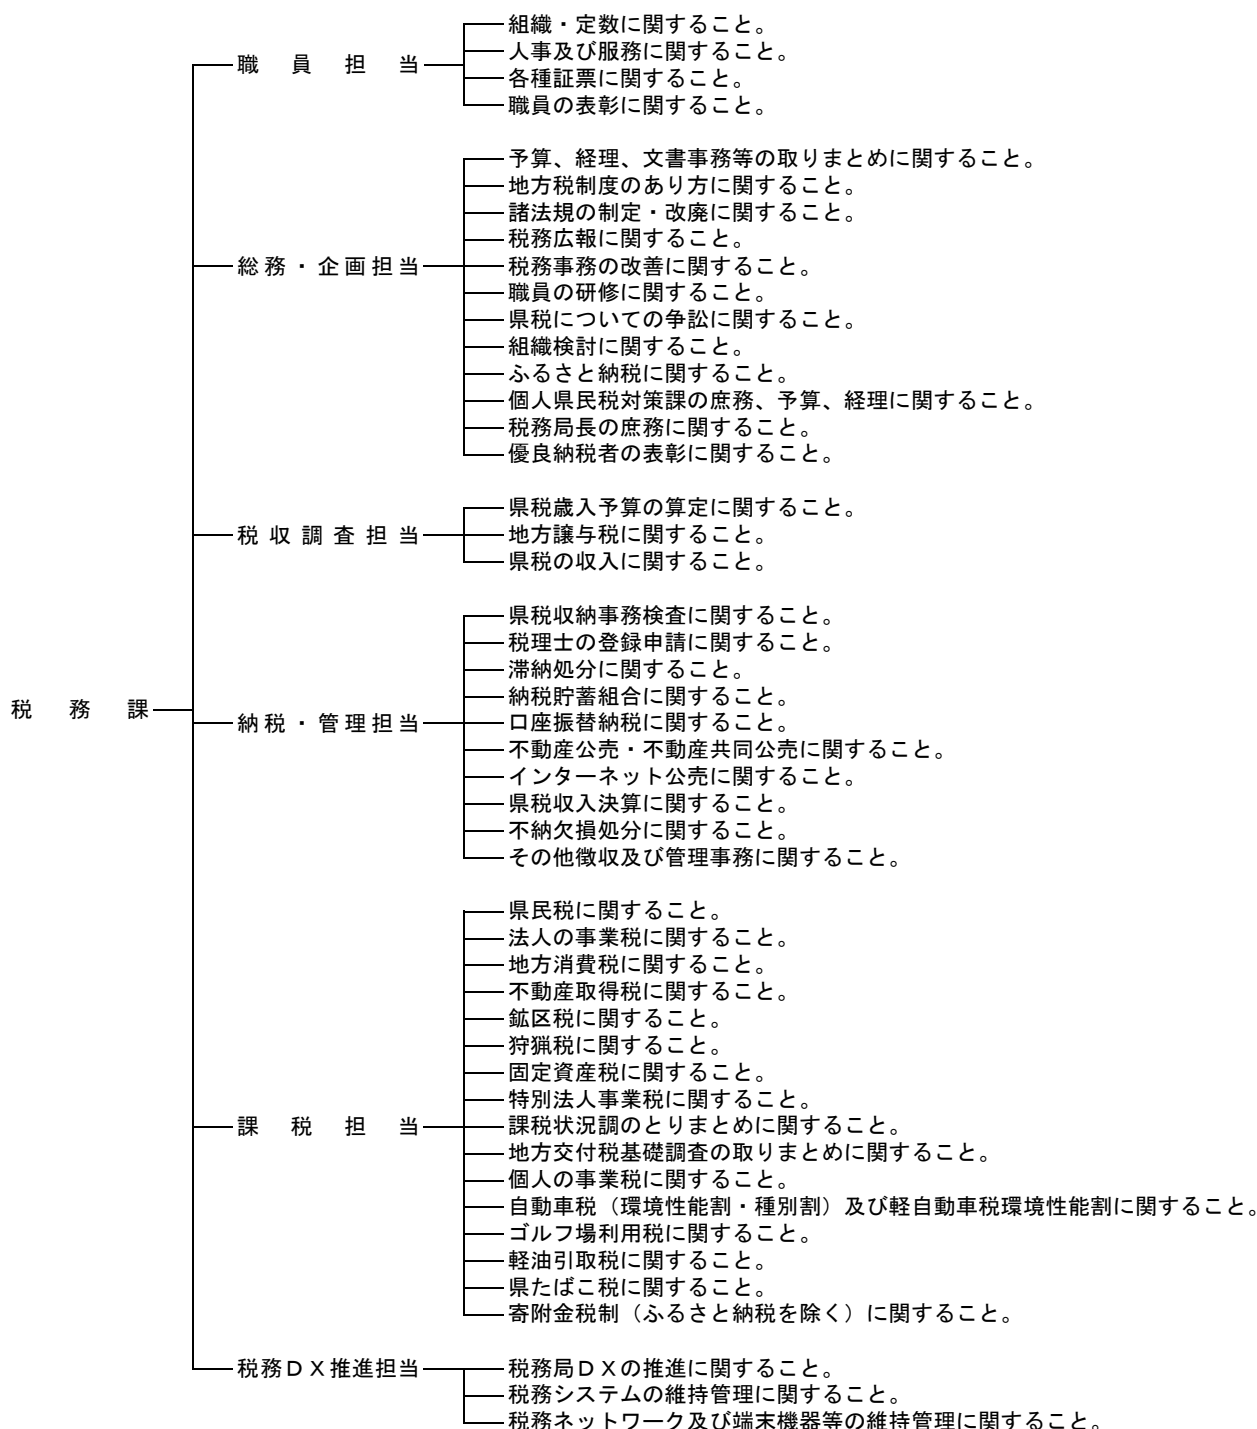 税務課
職員担当
組織・定数に関すること。
人事及び服務に関すること。
各種証票に関すること。
職員の表彰に関すること。
総務・企画担当
予算、経理、文書事務等の取りまとめに関すること。
地方税制度のあり方に関すること。
諸法規の制定・改廃に関すること。
税務広報に関すること。
税務事務の改善に関すること。
職員の研修に関すること。
県税についての争訟に関すること。
組織検討に関すること。
ふるさと納税に関すること。
個人県民税対策課の庶務、予算、経理に関すること。
税務局長の庶務に関すること。
優良納税者の表彰に関すること。
税収調査担当
県税歳入予算の算定に関すること。
地方譲与税に関すること。
県税の収入に関すること。
納税・管理担当
県税収納事務検査に関すること。
税理士の登録申請に関すること。
滞納処分に関すること。
納税貯蓄組合に関すること。
口座振替納税に関すること。
不動産公売・不動産共同公売に関すること。
インターネット公売に関すること。
県税収入決算に関すること。
不納欠損処分に関すること。
その他徴収及び管理事務に関すること。
課税担当
県民税に関すること。
法人の事業税に関すること。
地方消費税に関すること。
不動産取得税に関すること。
鉱区税に関すること。
狩猟税に関すること。
固定資産税に関すること。
特別法人事業税に関すること。
課税状況調のとりまとめに関すること。
地方交付税基礎調査の取りまとめに関すること。
個人の事業税に関すること。
自動車税（環境性能割・種別割）及び軽自動車税環境性能割に関すること。
ゴルフ場利用税に関すること。
軽油引取税に関すること。
県たばこ税に関すること。
寄附金税制（ふるさと納税を除く）に関すること。
税務ＤＸ推進担当
税務局ＤＸの推進に関すること。
税務システムの維持管理に関すること。
税務ネットワーク及び端末機器等の維持管理に関すること。